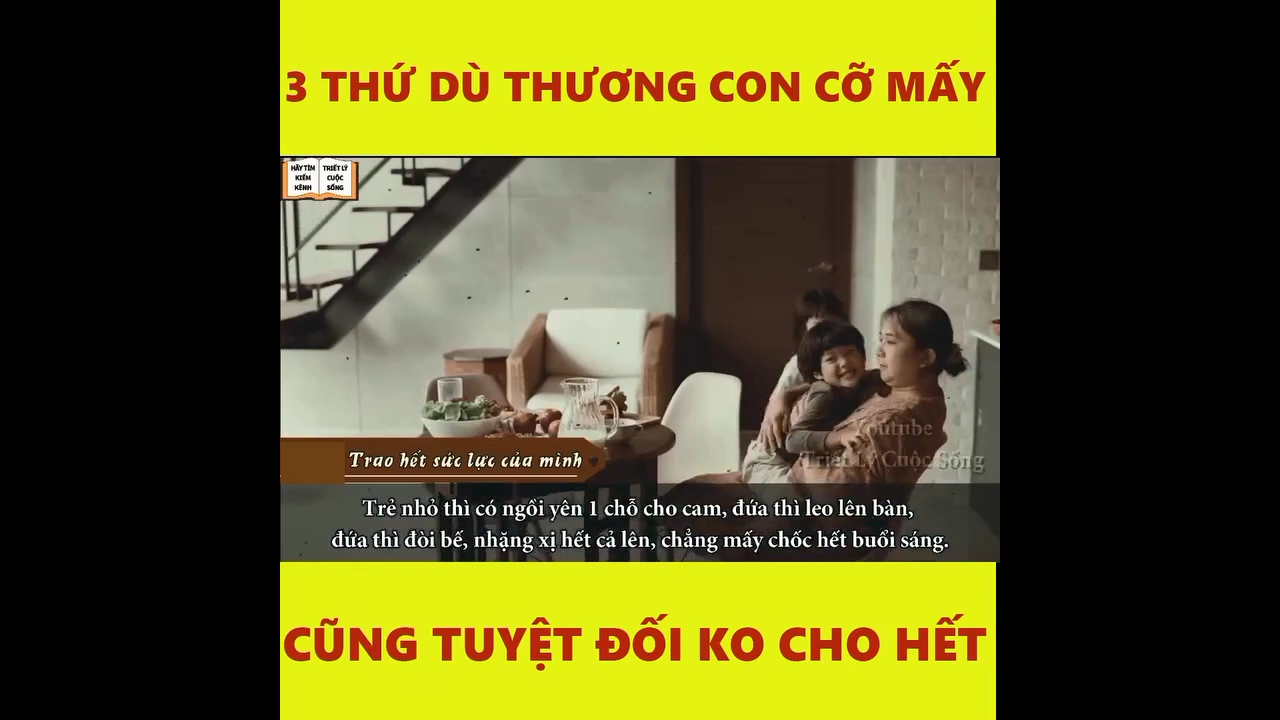 3 THỨ DÙ THƯƠNG CON CỠ MẤY
HÃY TÌM
KIẾM
KÊNH
TRIẾT LÝ
CUỘC
SỐNG
Youtube
Triết Lý Cuộc Sống
Trao hết sức lực của mình
Trẻ nhỏ thì có ngồi yên 1 chỗ cho cam, đứa thì leo lên bàn,
đứa thì đòi bế, nhặng xị hết cả lên, chẳng mấy chốc hết buổi sáng.
CŨNG TUYỆT ĐỐI KO CHO HẾT